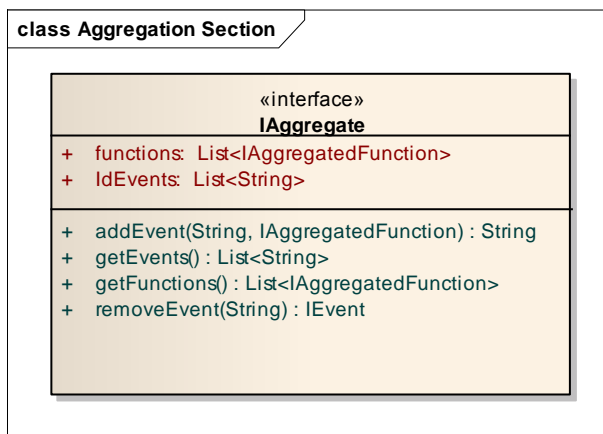 class Aggregation Section
«interface»
IAggregate
+ functions: List<IAggregatedFunction>
+ IdEvents: List<String>
+ addEvent(String, IAggregatedFunction) : String
+ getEvents() : List<String>
+ getFunctions() : List<IAggregatedFunction>
+ removeEvent(String) : IEvent